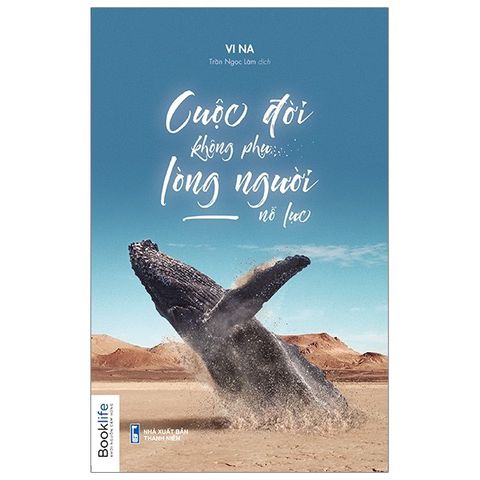 VI NA
Trần Ngọc Lâm dịch
Cuộc đời
không phụ...
lòng người
nỗ lực
NHÀ XUẤT BẢN
THANH NIÊN
Booklife